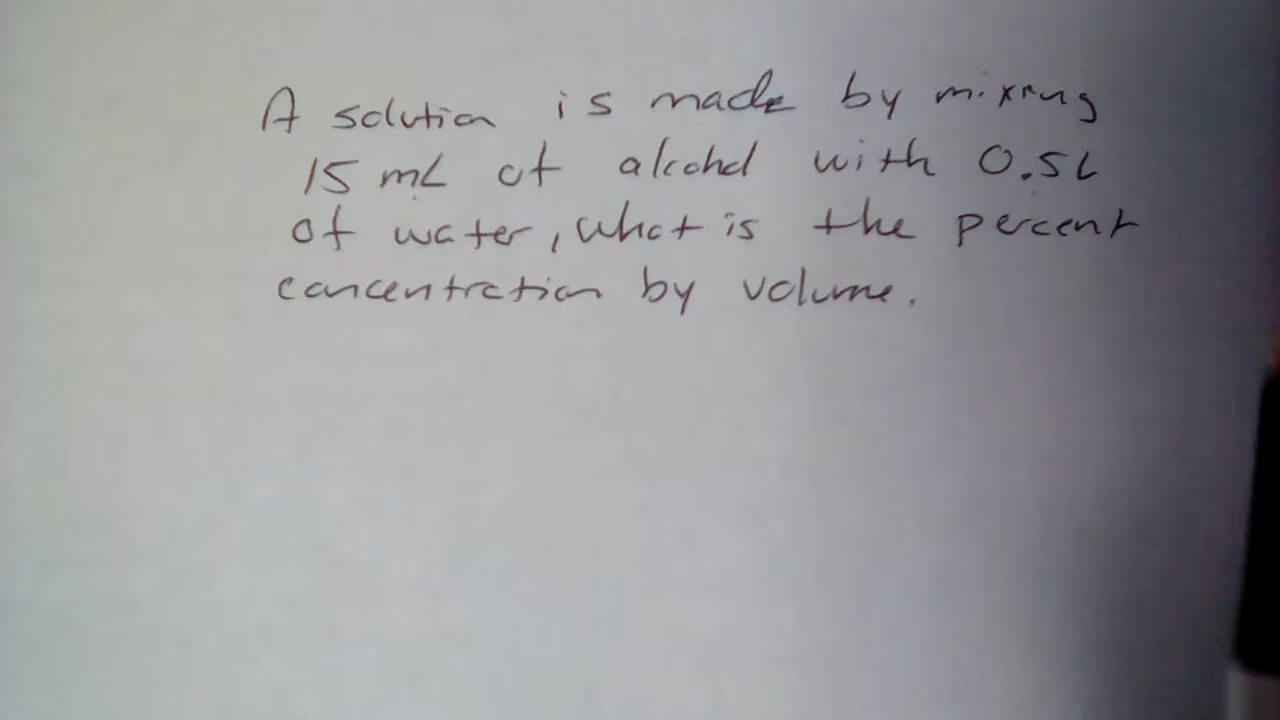 A solution is made by mixing
15 mL of alcohol with 0.5L
of water, what is the percent
concentration by volume.